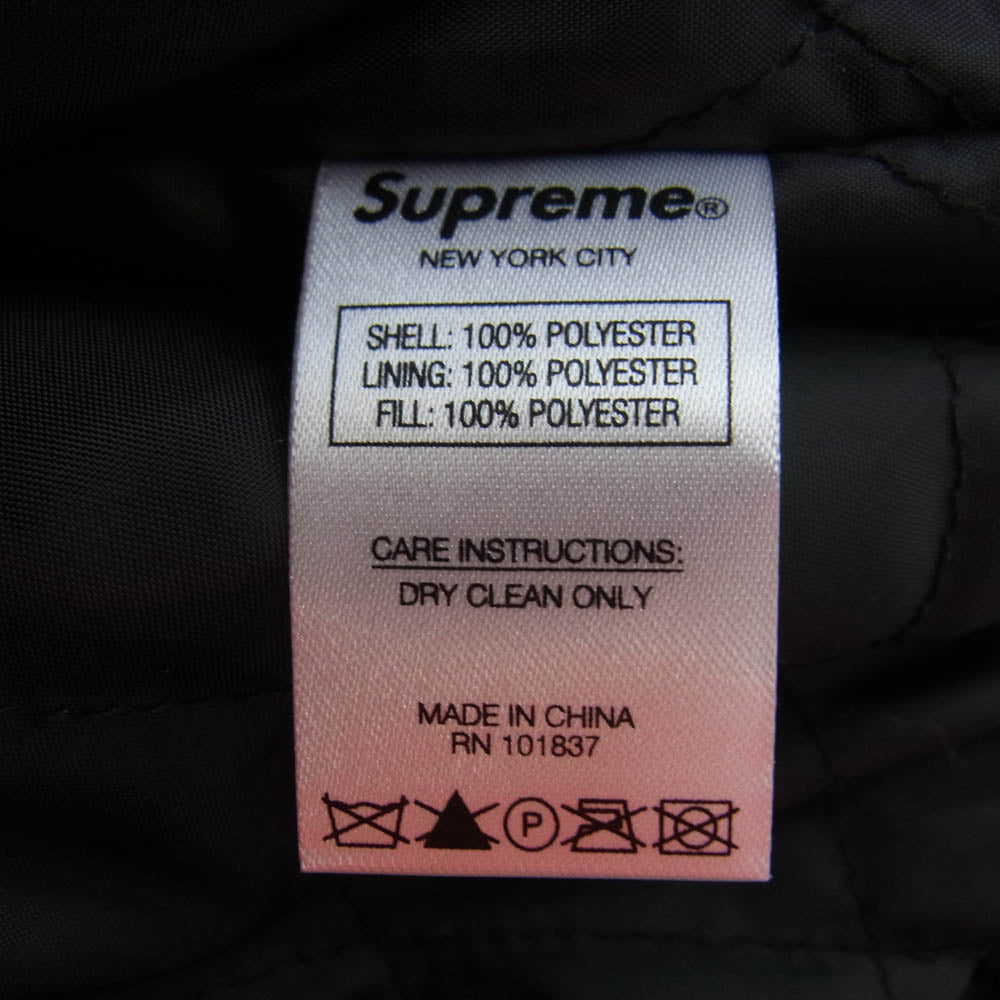 Supreme®
NEW YORK CITY
SHELL: 100% POLYESTER
LINING: 100% POLYESTER
FILL: 100% POLYESTER
CARE INSTRUCTIONS:
DRY CLEAN ONLY
MADE IN CHINA
RN 101837
P